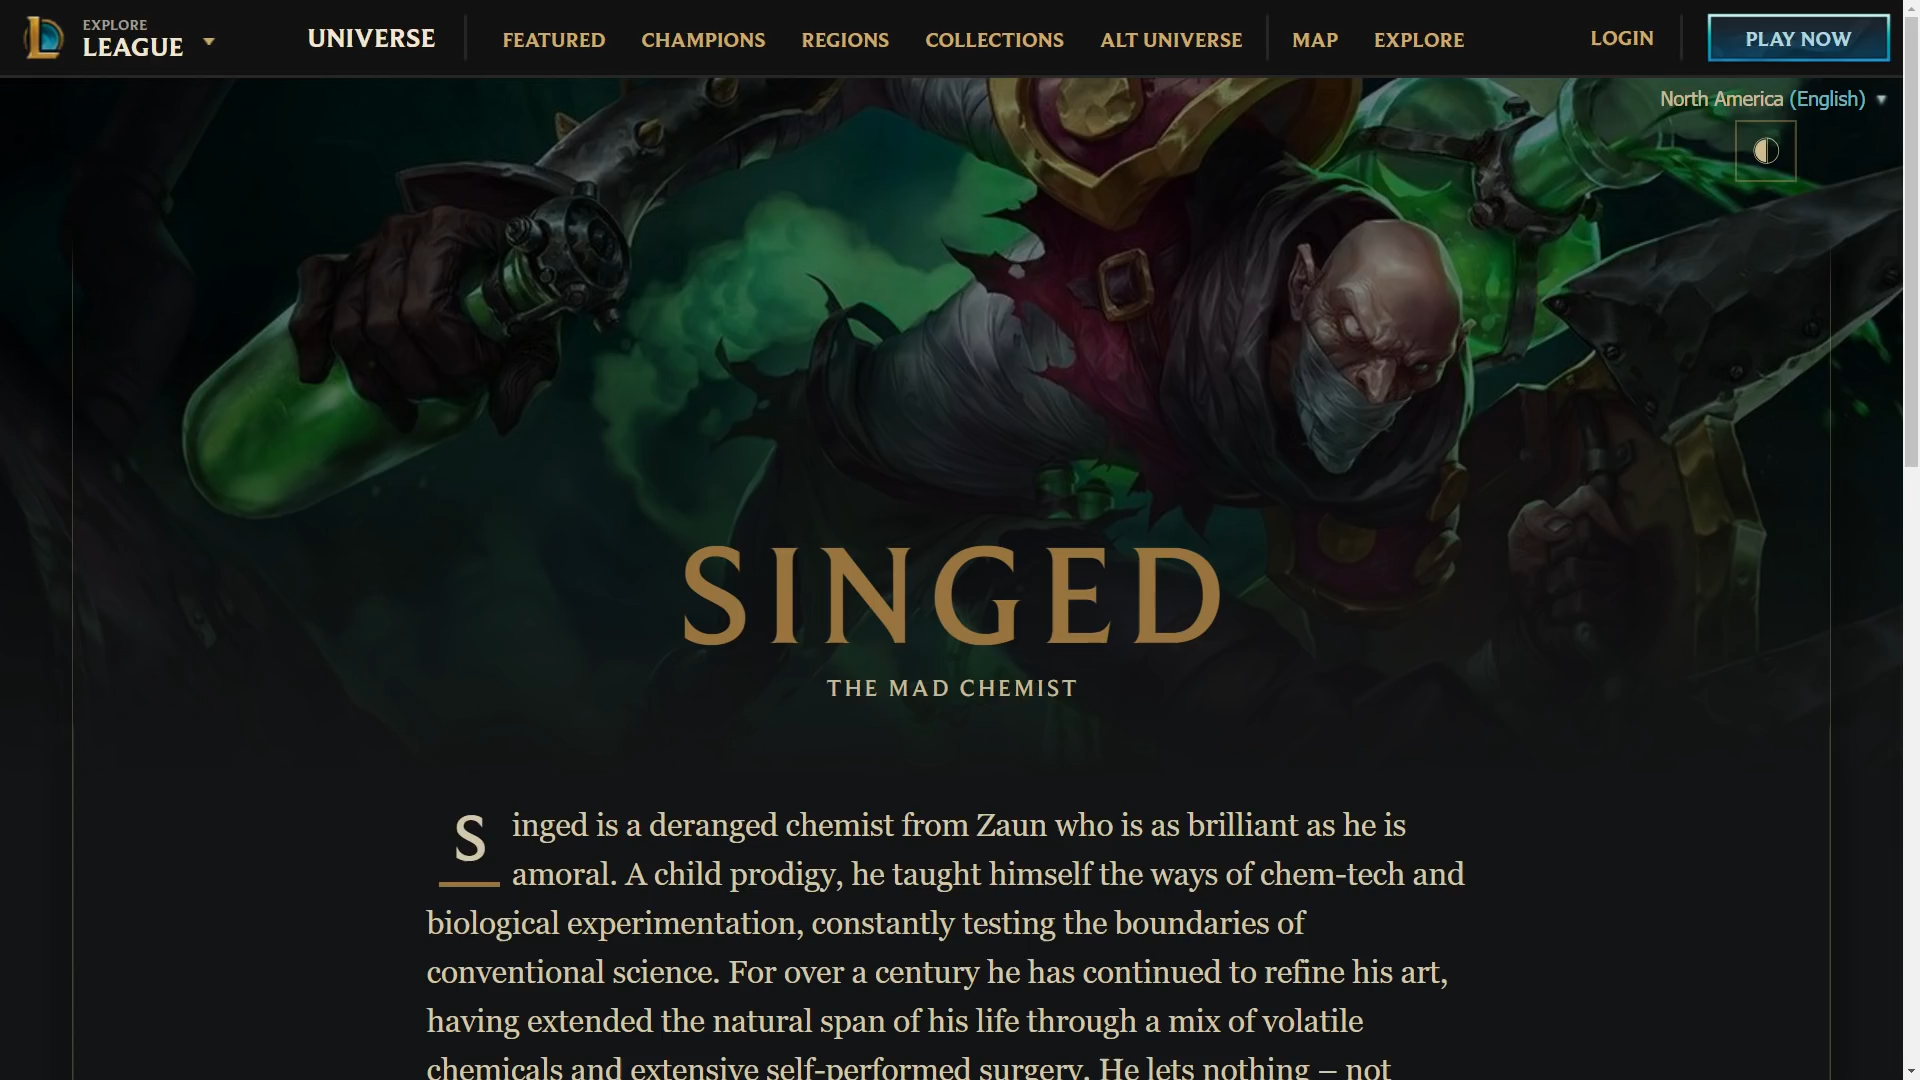 EXPLORE
LEAGUE
UNIVERSE
FEATURED
CHAMPIONS
REGIONS
COLLECTIONS
ALT UNIVERSE
MAP
EXPLORE
LOGIN
PLAY NOW
North America (English)
SINGED
THE MAD CHEMIST
Singed is a deranged chemist from Zaun who is as brilliant as he is
amoral. A child prodigy, he taught himself the ways of chem-tech and
biological experimentation, constantly testing the boundaries of
conventional science. For over a century he has continued to refine his art,
having extended the natural span of his life through a mix of volatile
chemicals and extensive self-performed surgery. He lets nothing – not